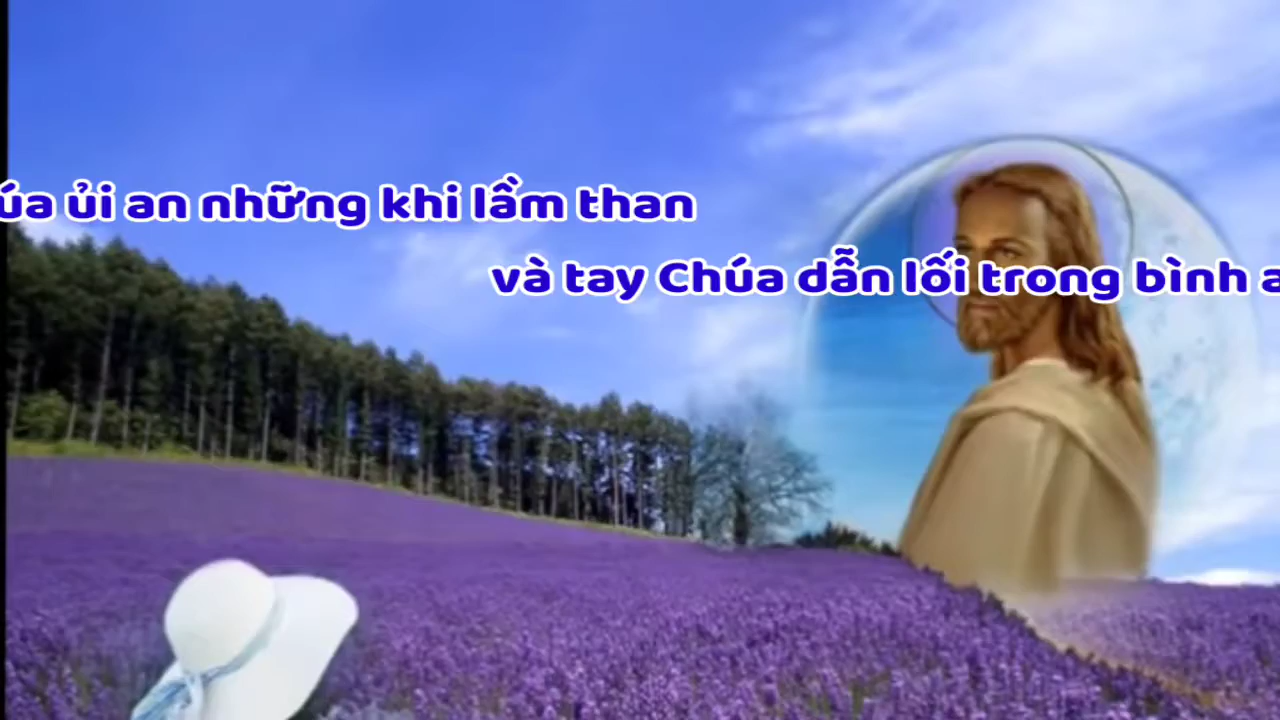 úa ủi an những khi lầm than
và tay Chúa dẫn lối trong bình a